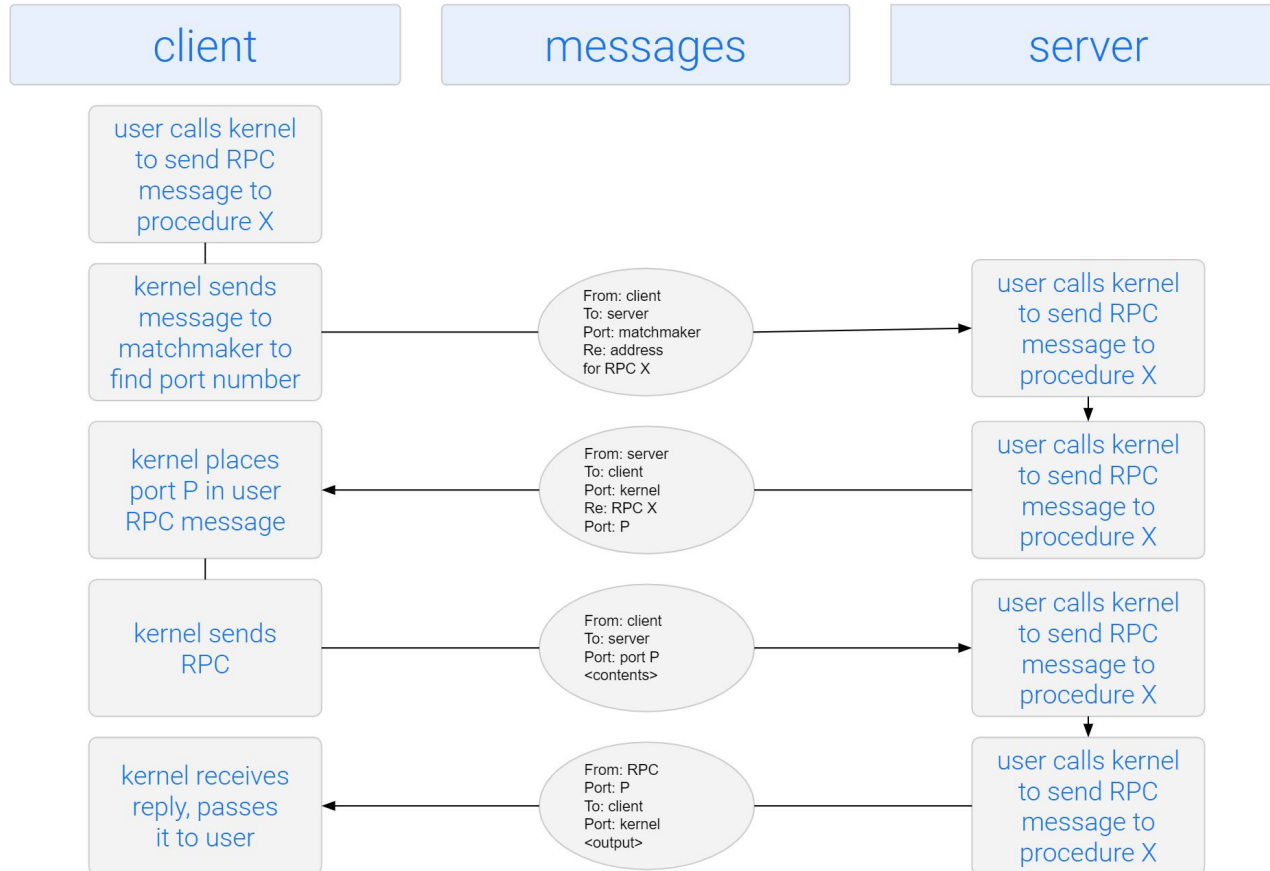 client
messages
server
user calls kernel
to send RPC
message to
procedure X
kernel sends
message to
matchmaker to
find port number
From: client
To: server
Port: matchmaker
Re: address
for RPC X
user calls kernel
to send RPC
message to
procedure X
kernel places
port P in user
RPC message
From: server
To: client
Port: kernel
Re: RPC X
Port: P
user calls kernel
to send RPC
message to
procedure X
kernel sends
RPC
From: client
To: server
Port: port P
<contents>
user calls kernel
to send RPC
message to
procedure X
kernel receives
reply, passes
it to user
From: RPC
Port: P
To: client
Port: kernel
<output>
user calls kernel
to send RPC
message to
procedure X